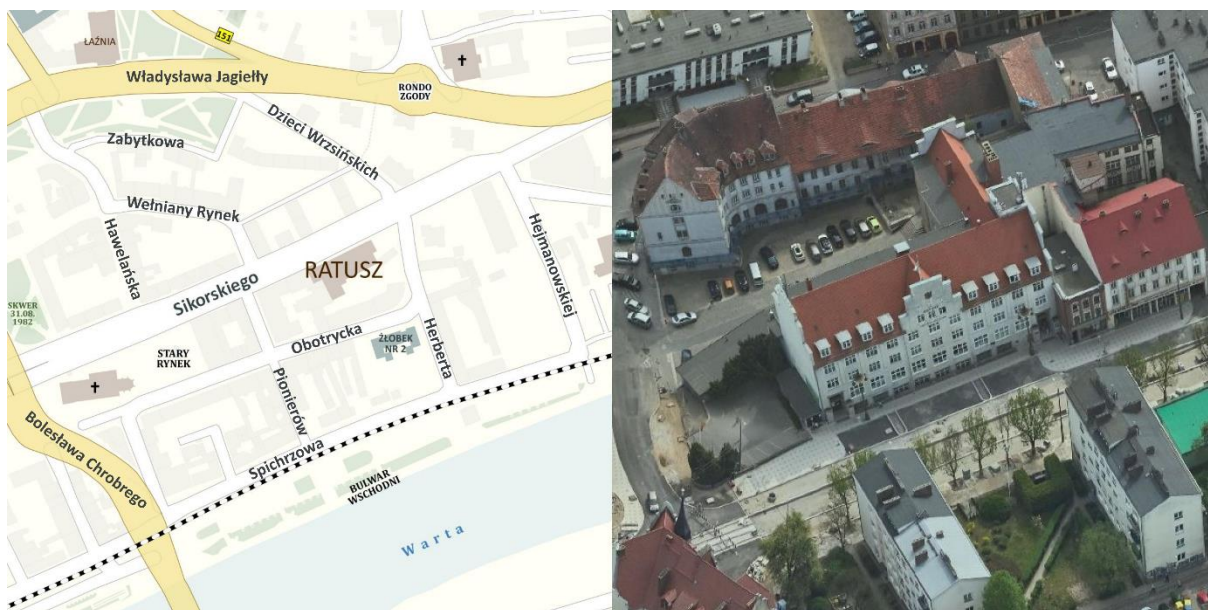 151
ŁAŹNIA
Władysława Jagiełły
RONDO
ZGODY
Dzieci Wrzsińskich
Zabytkowa
Wełniany Rynek
Hawelańska
Hejmanowskiej
RATUSZ
Sikorskiego
SKWER
31.08.
1982
Obotrycka
ŻŁOBEK
NR 2
Herberta
STARY
RYNEK
Pionierów
Bolesława Chrobrego
Spichrzowa
BULWAR
WSCHODNI
Warta